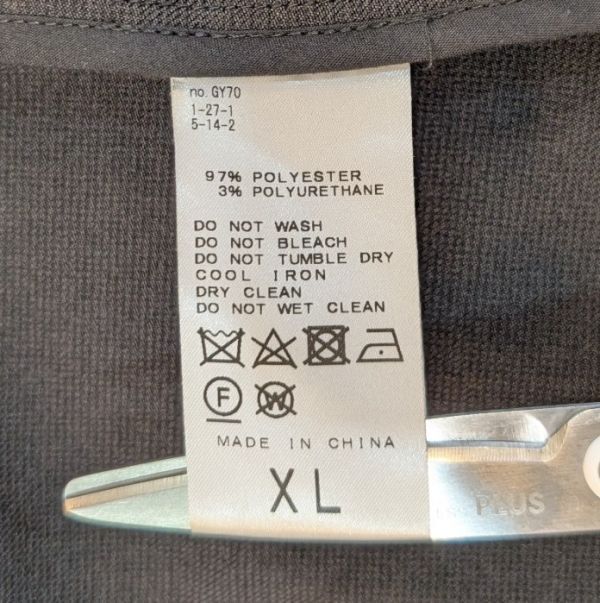 no. GY70
1-27-1
5-14-2
97% POLYESTER
3% POLYURETHANE
DO NOT WASH
DO NOT BLEACH
DO NOT TUMBLE DRY
COOL IRON
DRY CLEAN
DO NOT WET CLEAN
F W
MADE IN CHINA
XL
PLUS